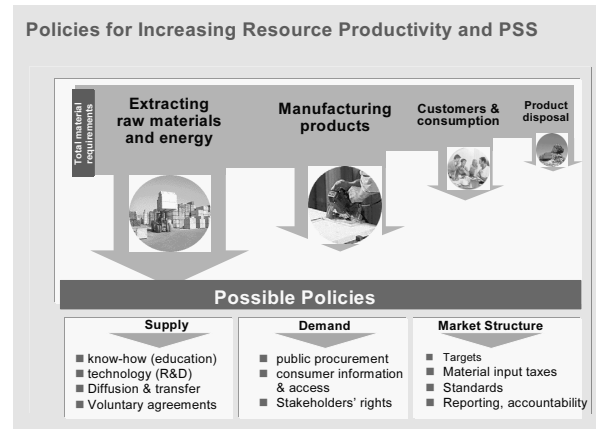 Policies for Increasing Resource Productivity and PSS
Total material
requirements
Extracting
raw materials
and energy
Manufacturing
products
Customers &
consumption
Product
disposal
Possible Policies
Supply
know-how (education)
technology (R&D)
Diffusion & transfer
Voluntary agreements
Demand
public procurement
consumer information
& access
Stakeholders' rights
Market Structure
Targets
Material input taxes
Standards
Reporting, accountability